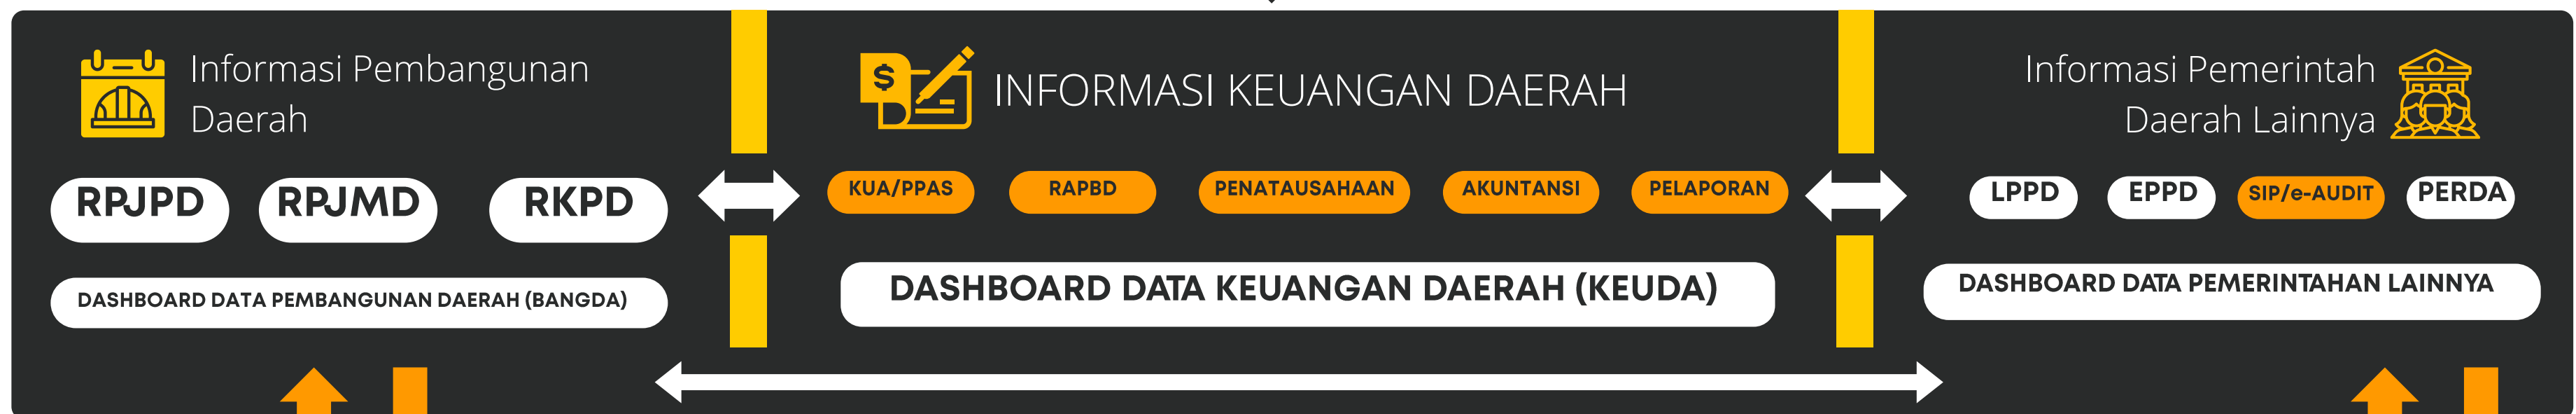 Informasi Pembangunan
Daerah
RPJPD RPJMD RKPD
DASHBOARD DATA PEMBANGUNAN DAERAH (BANGDA)
$
INFORMASI KEUANGAN DAERAH
KUA/PPAS RAPBD PENATAUSAHAAN AKUNTANSI PELAPORAN
DASHBOARD DATA KEUANGAN DAERAH (KEUDA)
Informasi Pemerintah
Daerah Lainnya
LPPD EPPD SIP/e-AUDIT PERDA
DASHBOARD DATA PEMERINTAHAN LAINNYA